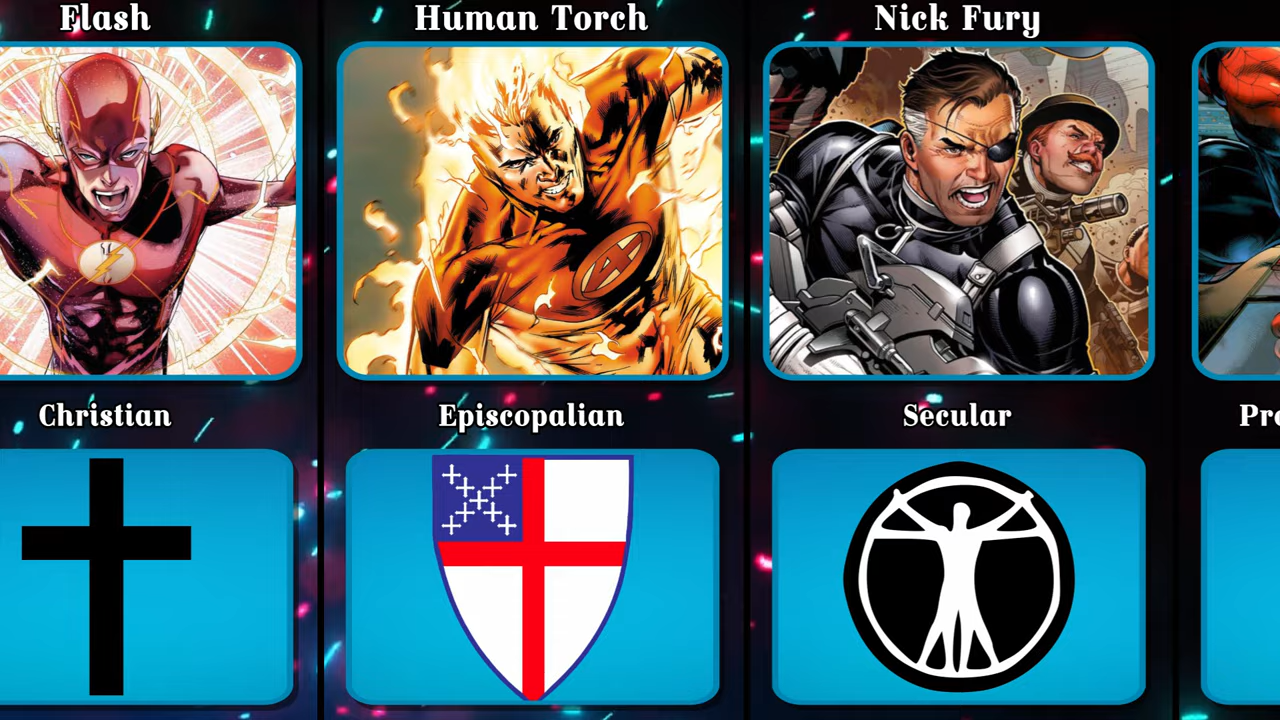 Flash
Human Torch
Nick Fury
Christian
Episcopalian
Secular